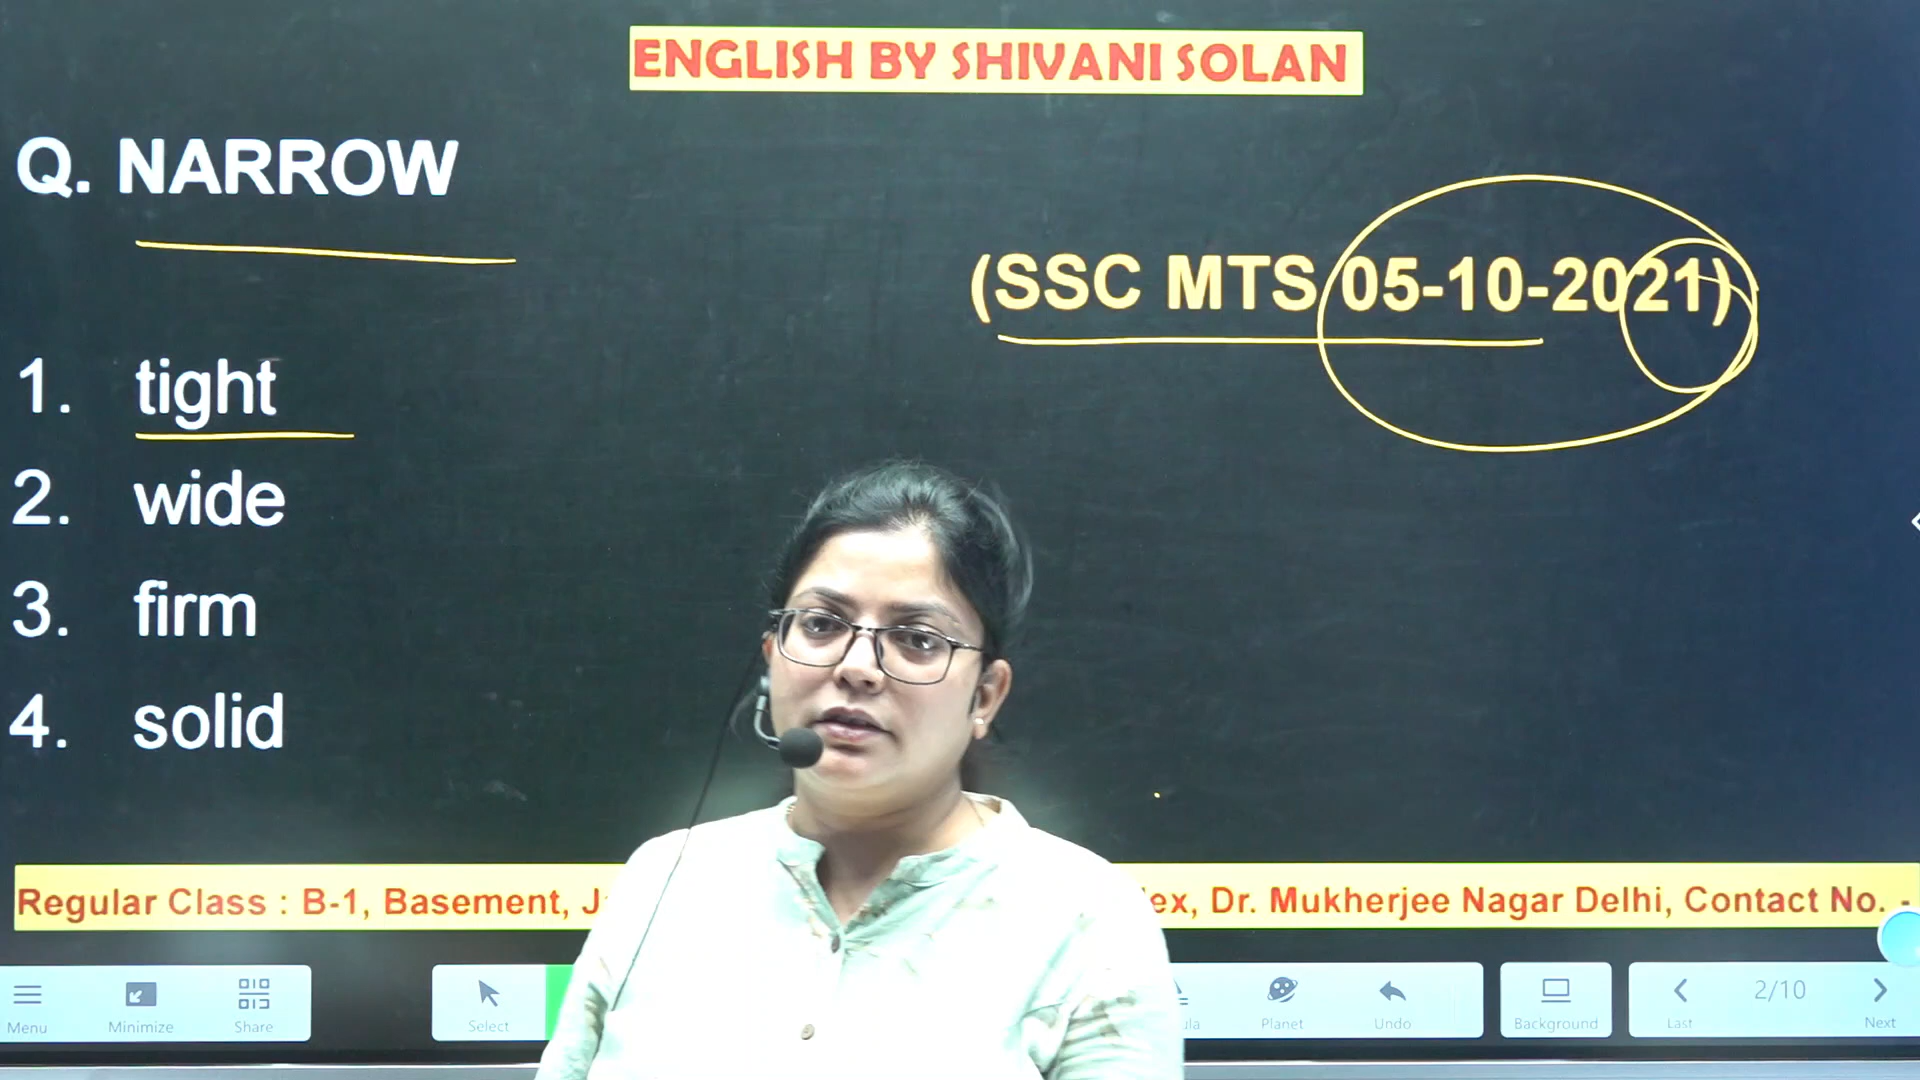 ENGLISH BY SHIVANI SOLAN
Q. NARROW
(SSC MTS 05-10-2021)
1. tight
2. wide
3. firm
4. solid
Regular Class : B-1, Basement, Dr. Mukherjee Nagar Delhi, Contact No. -
Menu Minimize Share Select Planet Undo Background Last 2/10 Next